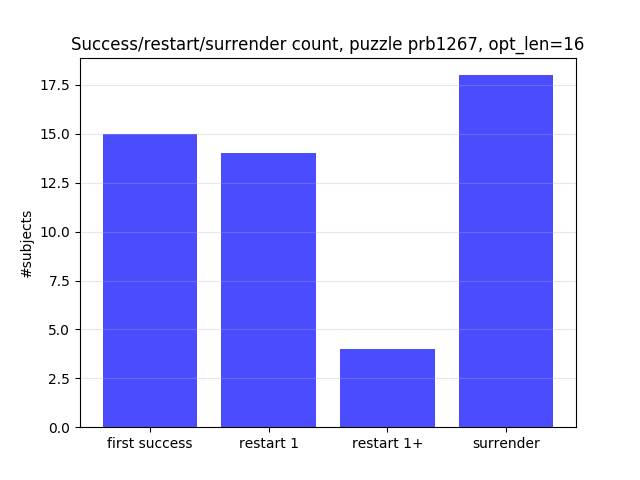 Success/restart/surrender count, puzzle prb1267, opt_len=16
17.5
15.0
12.5
10.0
7.5
5.0
2.5
0.0
#subjects
first success
restart 1
restart 1+
surrender